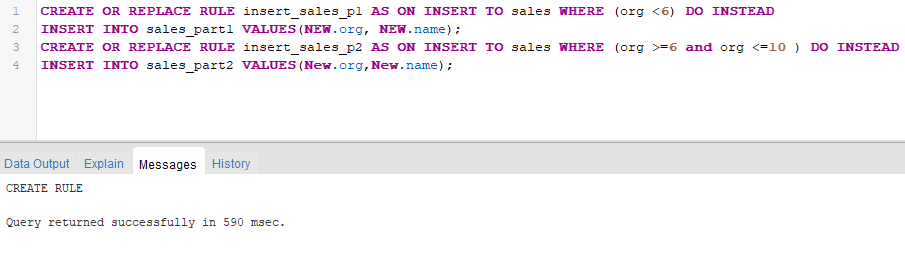 1 CREATE OR REPLACE RULE insert_sales_p1 AS ON INSERT TO sales WHERE (org <6) DO INSTEAD
2 INSERT INTO sales_part1 VALUES(NEW.org, NEW.name);
3 CREATE OR REPLACE RULE insert_sales_p2 AS ON INSERT TO sales WHERE (org >=6 and org <=10 ) DO INSTEAD
4 INSERT INTO sales_part2 VALUES(New.org,New.name);
Data Output Explain Messages History
CREATE RULE
Query returned successfully in 590 msec.